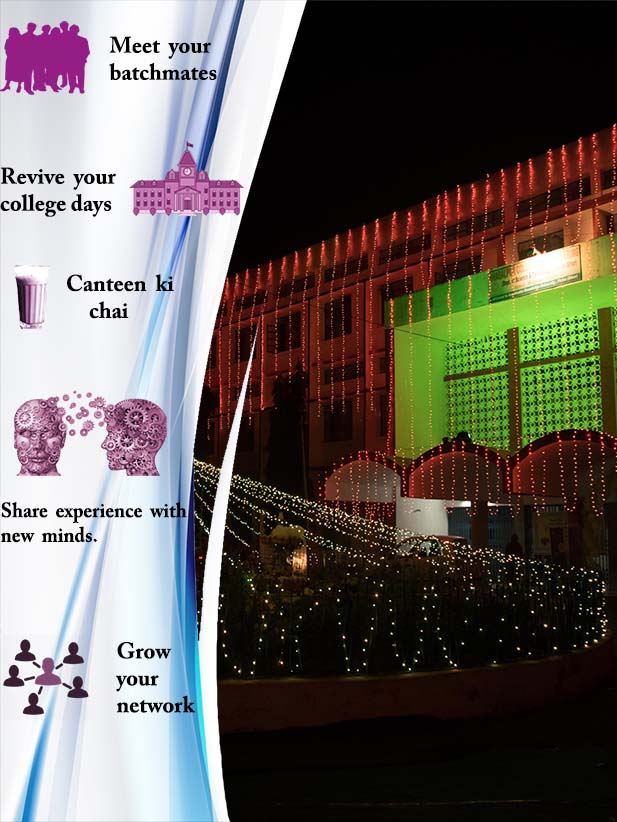 Meet your
batchmates
Revive your
college days
Canteen ki
chai
Share experience with
new minds.
Grow
your
network